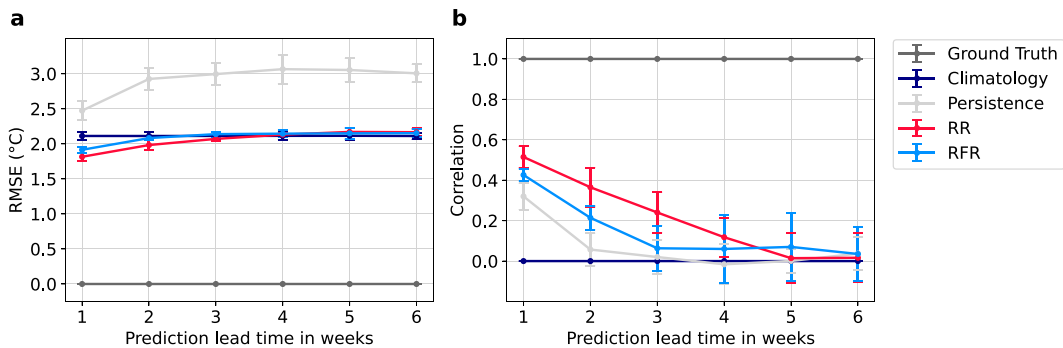 a
RMSE (°C)
3.0
2.5
2.0
1.5
1.0
0.5
0.0
1 2 3 4 5 6
Prediction lead time in weeks
b
Correlation
1.0
0.8
0.6
0.4
0.2
0.0
1 2 3 4 5 6
Prediction lead time in weeks
Ground Truth
Climatology
Persistence
RR
RFR